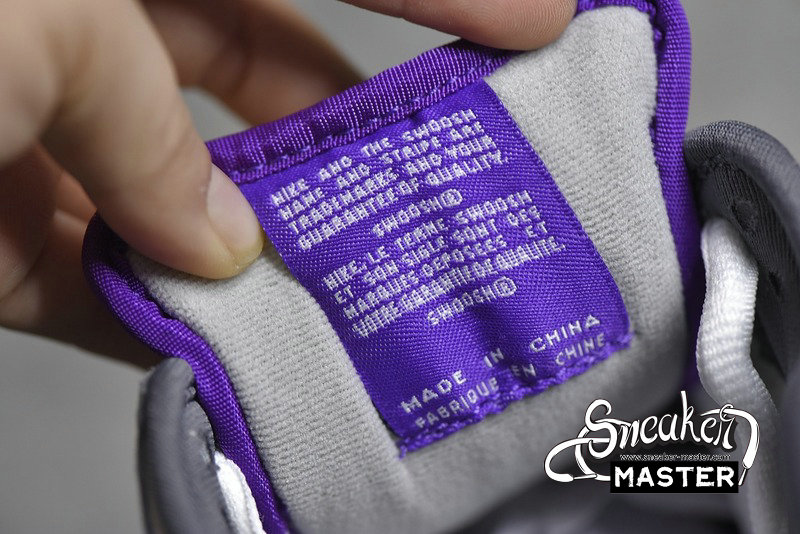 NIKE AND THE SWOOSH
NAME AND STRIPE ARE
TRADEMARKS AND YOUR
GUARANTEE OF QUALITY.
SWOOSH®
NIKE, LE TERME SWOOSH
ET SON SIGLE SONT DES
MARQUES DEPOSEES ET
VOTRE GARANTIE OF QUALITE.
SWOOSH®
MADE IN CHINA
FABRIQUE EN CHINE
Sneaker
www.sneaker-master.com
MASTER